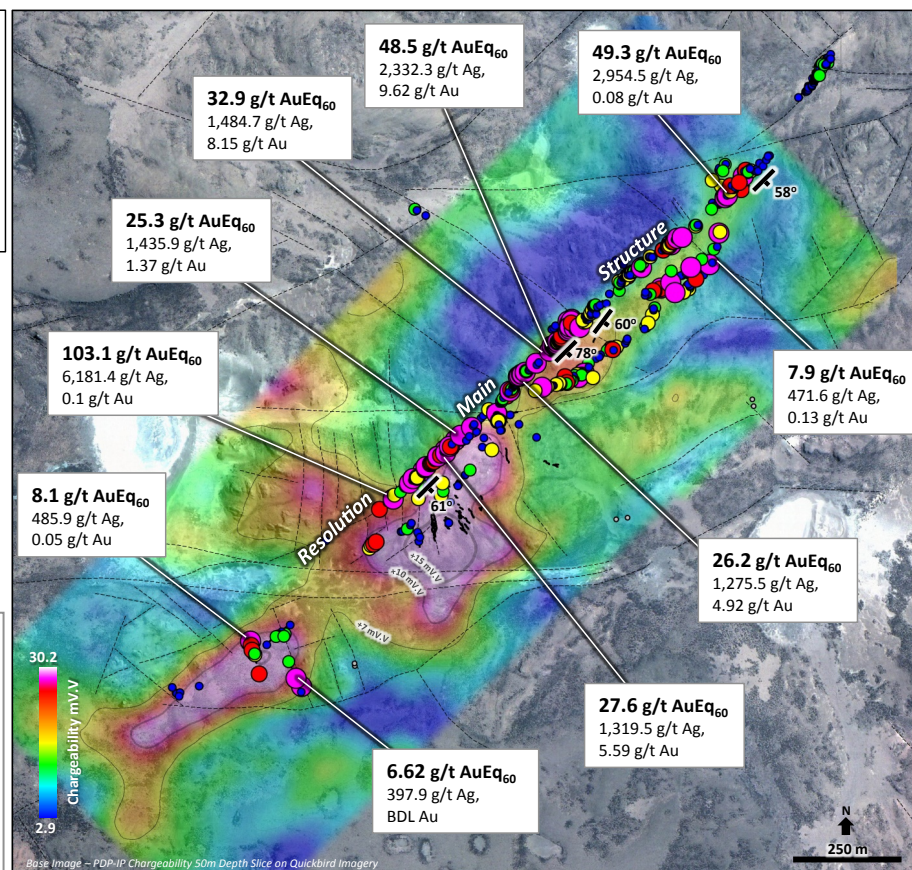 48.5 g/t AuEq60
2,332.3 g/t Ag,
9.62 g/t Au
49.3 g/t AuEq60
2,954.5 g/t Ag,
0.08 g/t Au
32.9 g/t AuEq60
1,484.7 g/t Ag,
8.15 g/t Au
58°
25.3 g/t AuEq60
1,435.9 g/t Ag,
1.37 g/t Au
Structure
60°
78°
103.1 g/t AuEq60
6,181.4 g/t Ag,
0.1 g/t Au
7.9 g/t AuEq60
471.6 g/t Ag,
0.13 g/t Au
Main
8.1 g/t AuEq60
485.9 g/t Ag,
0.05 g/t Au
61°
Resolution
+15 mV.V
+10 mV.V
+7 mV.V
26.2 g/t AuEq60
1,275.5 g/t Ag,
4.92 g/t Au
30.2
Chargeability mV.V
2.9
27.6 g/t AuEq60
1,319.5 g/t Ag,
5.59 g/t Au
6.62 g/t AuEq60
397.9 g/t Ag,
BDL Au
N
250 m
Base Image – PDP-IP Chargeability 50m Depth Slice on Quickbird Imagery